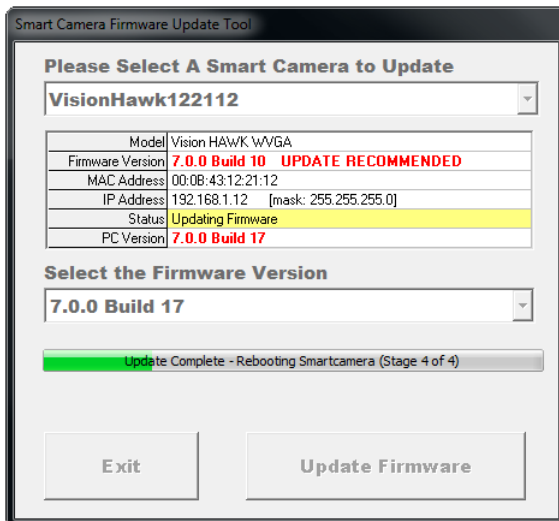 Smart Camera Firmware Update Tool
Please Select A Smart Camera to Update
VisionHawk122112
Model Vision HAWK WVGA
Firmware Version 7.0.0 Build 10 UPDATE RECOMMENDED
MAC Address 00:0B:43:12:21:12
IP Address 192.168.1.12 [mask: 255.255.255.0]
Status Updating Firmware
PC Version 7.0.0 Build 17
Select the Firmware Version
7.0.0 Build 17
Update Complete - Rebooting Smartcamera (Stage 4 of 4)
Exit Update Firmware